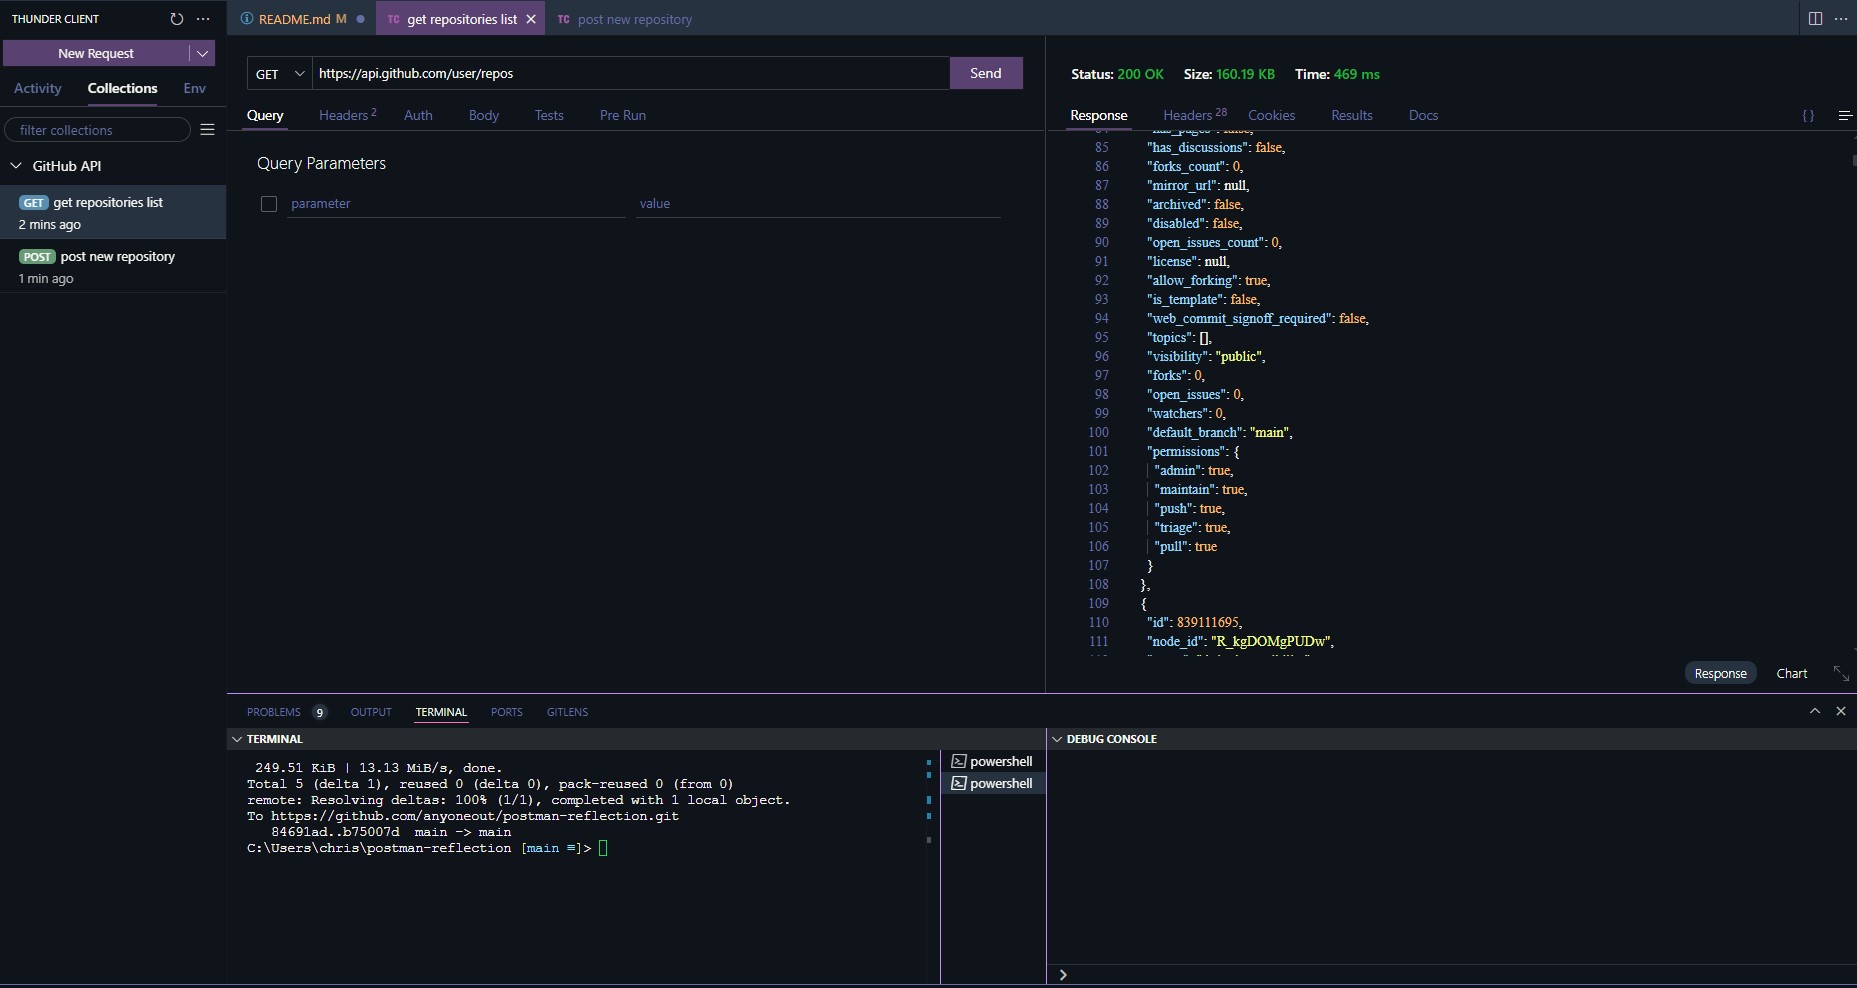 THUNDER CLIENT
New Request
Activity Collections Env
filter collections
GitHub API
GET get repositories list
2 mins ago
POST post new repository
1 min ago
README.md M
TC get repositories list
TC post new repository
GET https://api.github.com/user/repos Send
Query Headers 2 Auth Body Tests Pre Run
Query Parameters
parameter value
Status: 200 OK Size: 160.19 KB Time: 469 ms
Response Headers 28 Cookies Results Docs {}
85 "has_discussions": false,
86 "forks_count": 0,
87 "mirror_url": null,
88 "archived": false,
89 "disabled": false,
90 "open_issues_count": 0,
91 "license": null,
92 "allow_forking": true,
93 "is_template": false,
94 "web_commit_signoff_required": false,
95 "topics": [],
96 "visibility": "public",
97 "forks": 0,
98 "open_issues": 0,
99 "watchers": 0,
100 "default_branch": "main",
101 "permissions": {
102 "admin": true,
103 "maintain": true,
104 "push": true,
105 "triage": true,
106 "pull": true
107 }
108 },
109 {
110 "id": 839111695,
111 "node_id": "R_kgDOMgPUDw",
Response Chart
PROBLEMS 9 OUTPUT TERMINAL PORTS GITLENS
TERMINAL
249.51 KiB | 13.13 MiB/s, done.
Total 5 (delta 1), reused 0 (delta 0), pack-reused 0 (from 0)
remote: Resolving deltas: 100% (1/1), completed with 1 local object.
To https://github.com/anyoneout/postman-reflection.git
84691ad..b75007d main -> main
C:\Users\chris\postman-reflection [main ≡]>
powershell
powershell
DEBUG CONSOLE